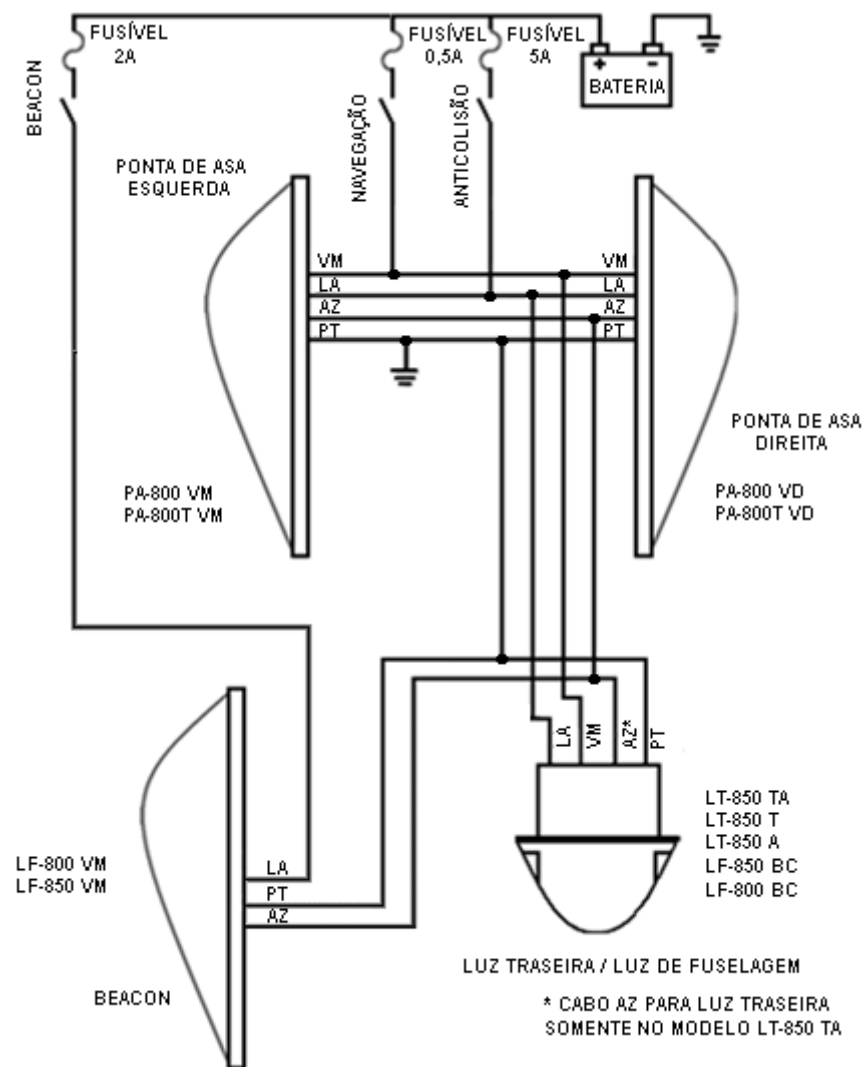 FUSÍVEL
2A
FUSÍVEL
0,5A
FUSÍVEL
5A
+ -
BATERIA
BEACON
NAVEGAÇÃO
ANTICOLISÃO
PONTA DE ASA
ESQUERDA
VM
LA
AZ
PT
VM
LA
AZ
PT
PONTA DE ASA
DIREITA
PA-800 VM
PA-800T VM
PA-800 VD
PA-800T VD
LA
VM
AZ*
PT
LT-850 TA
LT-850 T
LT-850 A
LF-850 BC
LF-800 BC
LF-800 VM
LF-850 VM
LA
PT
AZ
BEACON
LUZ TRASEIRA / LUZ DE FUSELAGEM
* CABO AZ PARA LUZ TRASEIRA
SOMENTE NO MODELO LT-850 TA